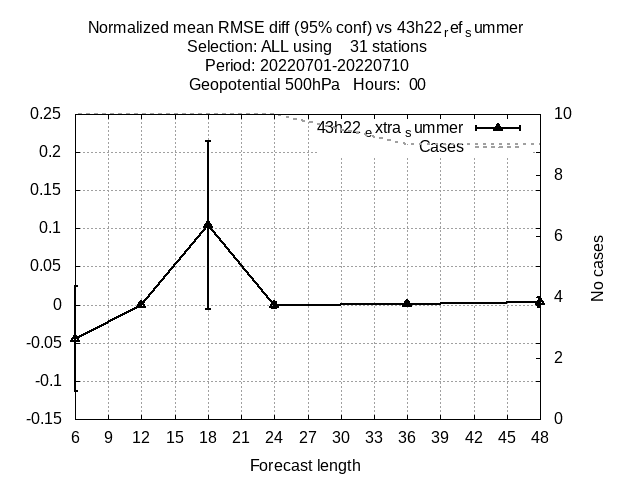 Normalized mean RMSE diff (95% conf) vs 43h22refsummer
Selection: ALL using 31 stations
Period: 20220701-20220710
Geopotential 500hPa Hours: 00
43h22extrasummer
Cases
0.25
0.2
0.15
0.1
0.05
0
-0.05
-0.1
-0.15
10
8
6
4
2
0
No cases
6 9 12 15 18 21 24 27 30 33 36 39 42 45 48
Forecast length